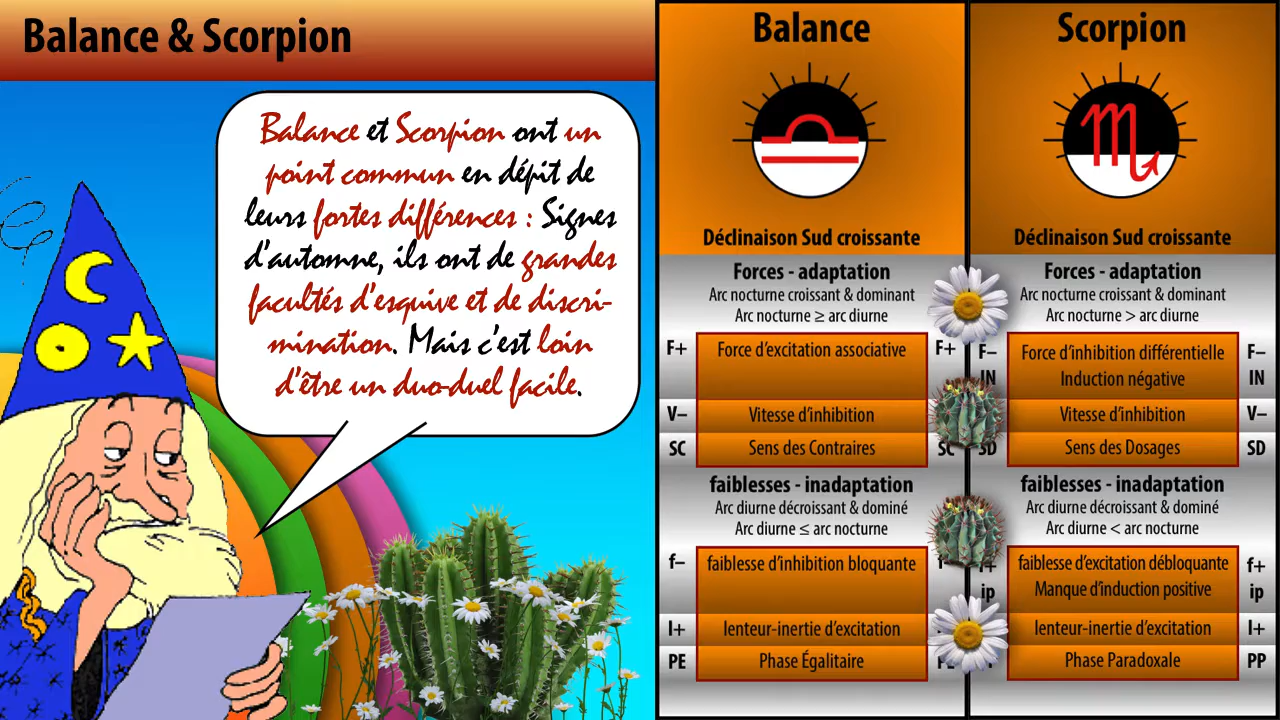 Balance & Scorpion
Balance et Scorpion ont un
point commun en dépit de
leurs fortes différences : Signes
d'automne, ils ont de grandes
facultés d'esquive et de discri-
mination. Mais c'est loin
d'être un duo-duel facile.
Balance
Déclinaison Sud croissante
Forces - adaptation
Arc nocturne croissant & dominant
Arc nocturne ≥ arc diurne
F+ Force d'excitation associative F+
V– Vitesse d'inhibition
SC Sens des Contraires SC
faiblesses - inadaptation
Arc diurne décroissant & dominé
Arc diurne ≤ arc nocturne
f– faiblesse d'inhibition bloquante
I+ lenteur-inertie d'excitation
PE Phase Égalitaire
Scorpion
Déclinaison Sud croissante
Forces - adaptation
Arc nocturne croissant & dominant
Arc nocturne > arc diurne
F– Force d'inhibition différentielle F–
IN Induction négative IN
Vitesse d'inhibition V–
SD Sens des Dosages SD
faiblesses - inadaptation
Arc diurne décroissant & dominé
Arc diurne < arc nocturne
faiblesse d'excitation débloquante f+
ip Manque d'induction positive ip
lenteur-inertie d'excitation I+
Phase Paradoxale PP